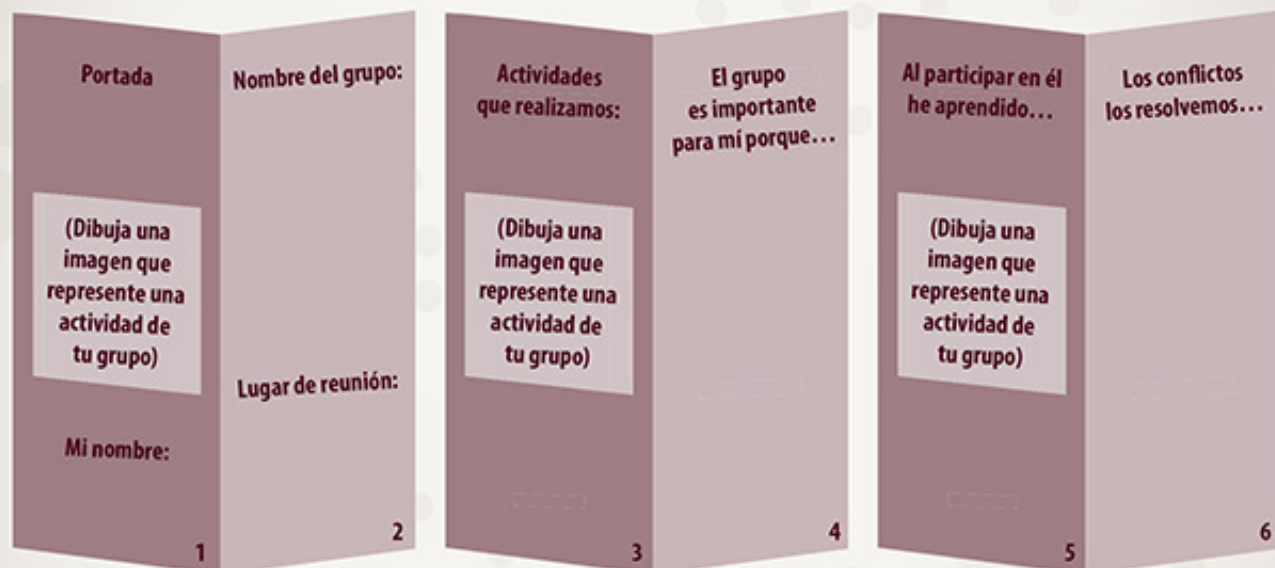 Portada
(Dibuja una
imagen que
represente una
actividad de
tu grupo)
Mi nombre:
1
Nombre del grupo:
Lugar de reunión:
2
Actividades
que realizamos:
(Dibuja una
imagen que
represente una
actividad de
tu grupo)
3
El grupo
es importante
para mí porque…
4
Al participar en él
he aprendido…
(Dibuja una
imagen que
represente una
actividad de
tu grupo)
5
Los conflictos
los resolvemos…
6